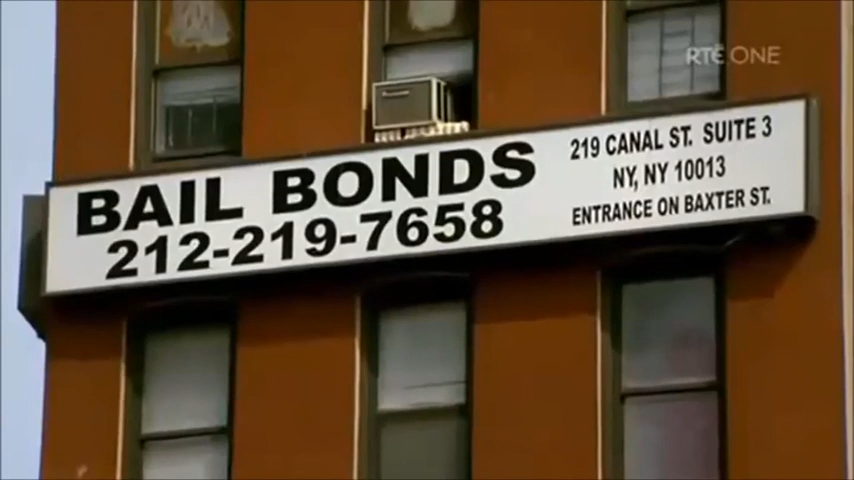 RTÉ ONE
BAIL BONDS
212-219-7658
219 CANAL ST. SUITE 3
NY, NY 10013
ENTRANCE ON BAXTER ST.